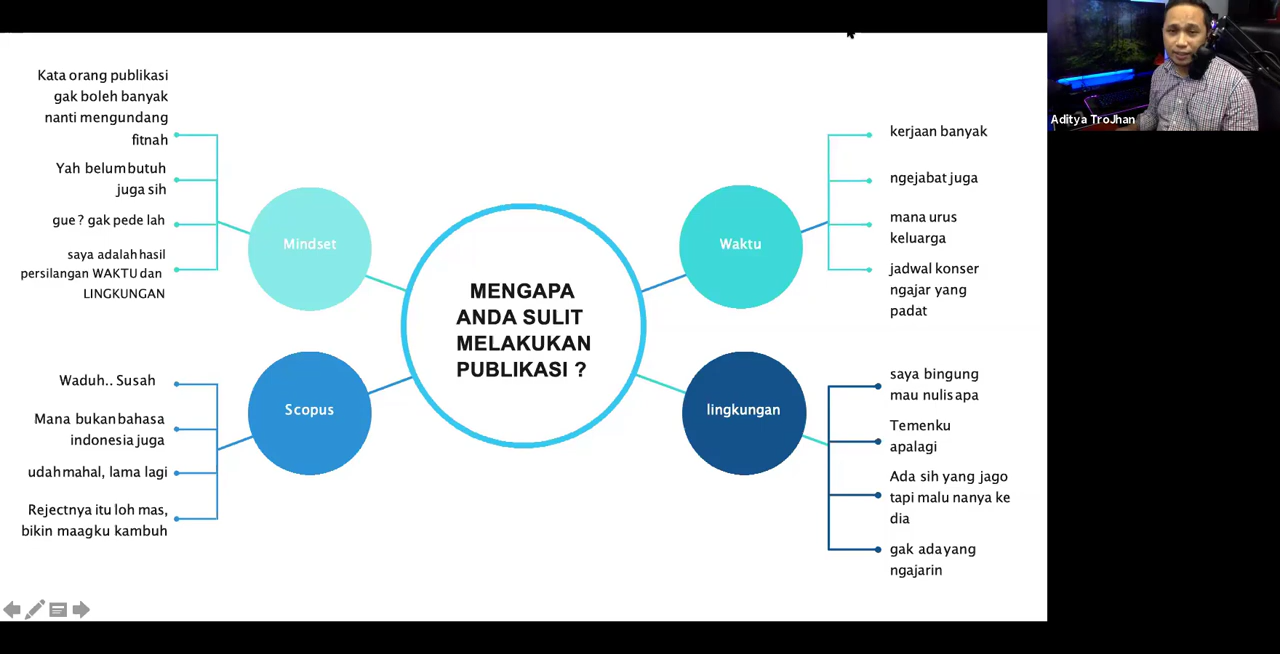 Kata orang publikasi
gak boleh banyak
nanti mengundang
fitnah
Yah belum butuh
juga sih
gue ? gak pede lah
saya adalah hasil
persilangan WAKTU dan
LINGKUNGAN
Mindset
Waduh.. Susah
Mana bukan bahasa
indonesia juga
udah mahal, lama lagi
Rejectnya itu loh mas,
bikin maagku kambuh
Scopus
MENGAPA
ANDA SULIT
MELAKUKAN
PUBLIKASI ?
Waktu
kerjaan banyak
ngejabat juga
mana urus
keluarga
jadwal konser
ngajar yang
padat
lingkungan
saya bingung
mau nulis apa
Temenku
apalagi
Ada sih yang jago
tapi malu nanya ke
dia
gak ada yang
ngajarin
Aditya TroJhan